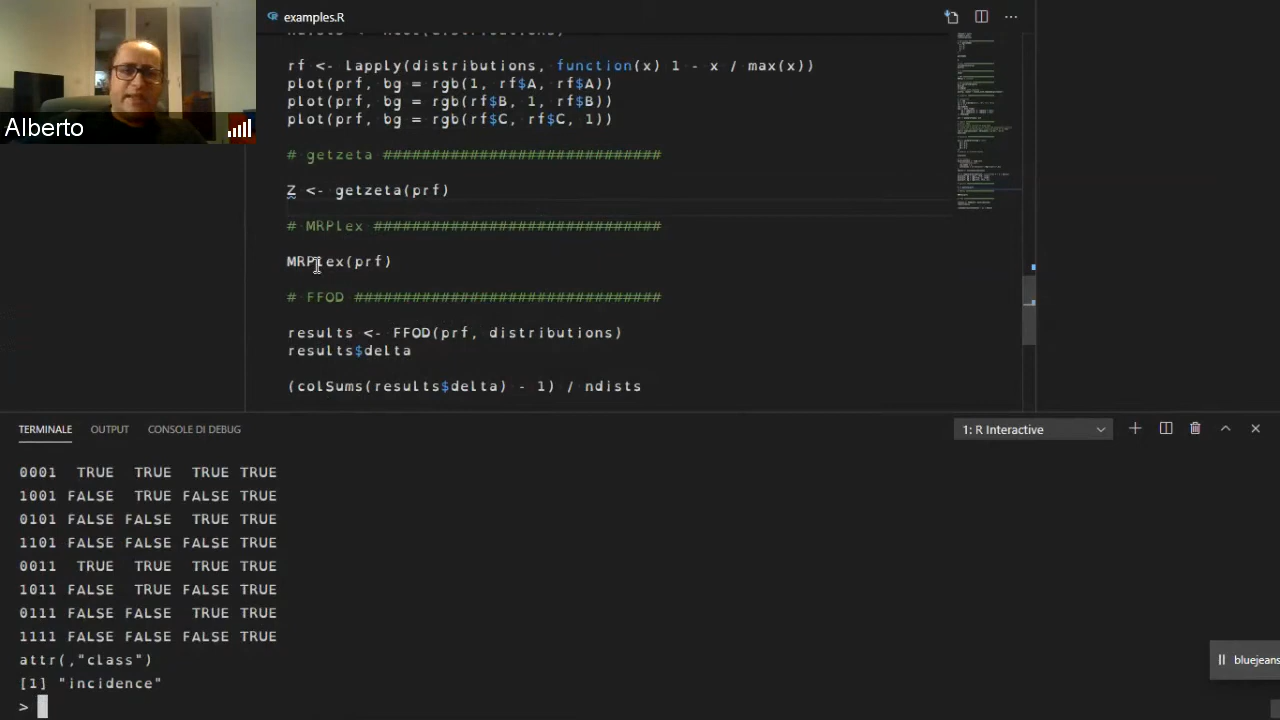 examples.R
rf <- lapply(distributions, function(x) 1 - x / max(x))
plot(prf, bg = rgb(1, rf$A, rf$A))
plot(prf, bg = rgb(rf$B, 1, rf$B))
plot(prf, bg = rgb(rf$C, rf$C, 1))
# getzeta #############################
Z <- getzeta(prf)
# MRPlex ##############################
MRPlex(prf)
# FFOD ################################
results <- FFOD(prf, distributions)
results$delta
(colSums(results$delta) - 1) / ndists
Alberto
TERMINALE OUTPUT CONSOLE DI DEBUG
1: R Interactive
0001 TRUE TRUE TRUE TRUE
1001 FALSE TRUE FALSE TRUE
0101 FALSE FALSE TRUE TRUE
1101 FALSE FALSE FALSE TRUE
0011 TRUE TRUE TRUE TRUE
1011 FALSE TRUE FALSE TRUE
0111 FALSE FALSE TRUE TRUE
1111 FALSE FALSE FALSE TRUE
attr(,"class")
[1] "incidence"
>
bluejeans